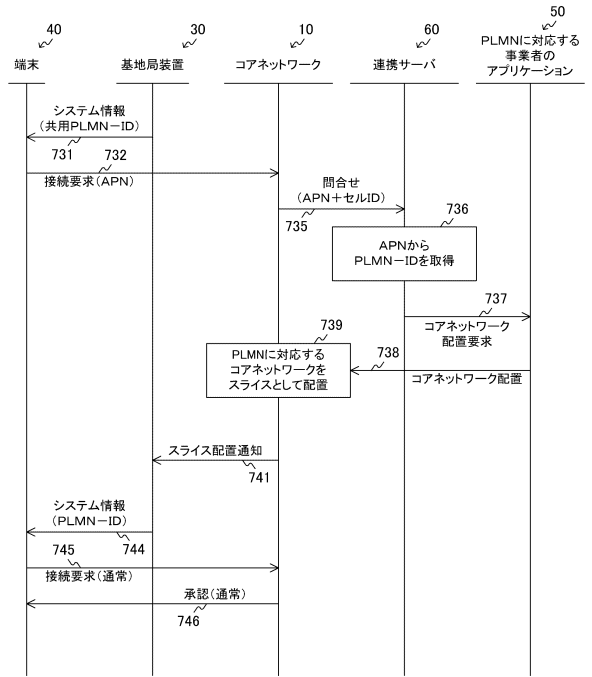 40
30
10
60
50
端末
基地局装置
コアネットワーク
連携サーバ
PLMNに対応する
事業者の
アプリケーション
システム情報
(共用PLMN-ID)
731
732
接続要求(APN)
問合せ
(APN+セルID)
735
736
APNから
PLMN-IDを取得
737
コアネットワーク
配置要求
739
PLMNに対応する
コアネットワークを
スライスとして配置
738
コアネットワーク配置
スライス配置通知
741
システム情報
(PLMN-ID)
744
745
接続要求(通常)
承認(通常)
746